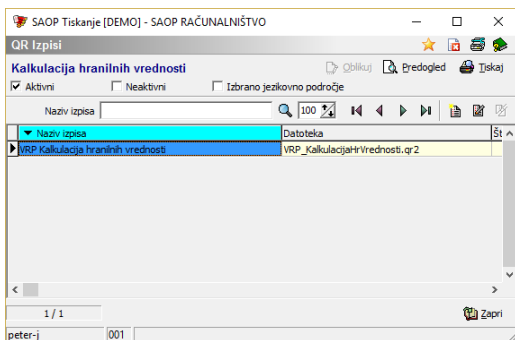 SAOP Tiskanje [DEMO] - SAOP RAČUNALNIŠTVO
QR Izpisi
Kalkulacija hranilnih vrednosti Oblikuj Predogled Tiskaj
Aktivni Neaktivni Izbrano jezikovno področje
Naziv izpisa 100
Naziv izpisa Datoteka Št
VRP Kalkulacija hranilnih vrednosti VRP_KalkulacijaHrVrednosti.qr2
1 / 1 Zapri
peter-j 001